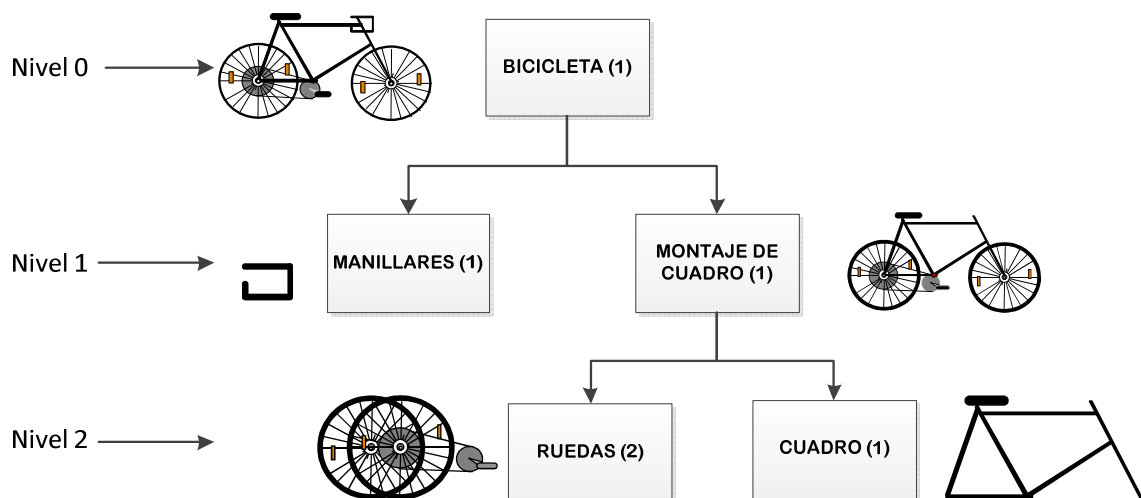 Nivel 0
BICICLETA (1)
Nivel 1
MANILLARES (1)
MONTAJE DE
CUADRO (1)
Nivel 2
RUEDAS (2)
CUADRO (1)